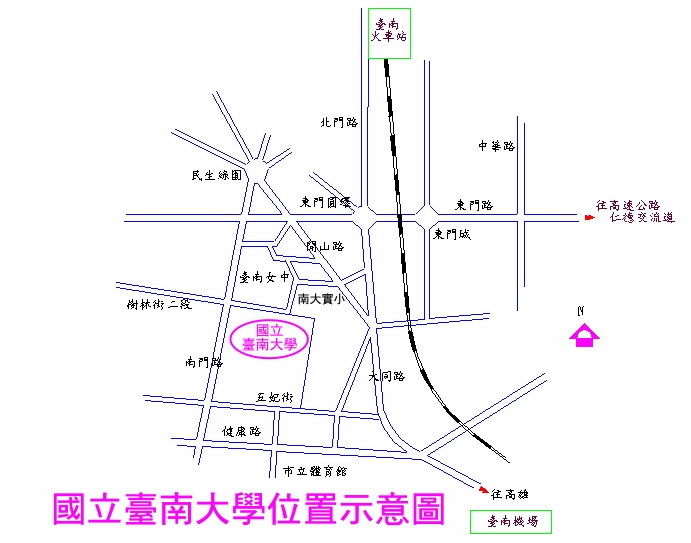 臺南
火車站
北門路
中華路
民生綠園
東門圓環
東門路
往高速公路
仁德交流道
東門城
開山路
臺南女中
南大實小
樹林街二段
N
國立
臺南大學
南門路
大同路
五妃街
健康路
市立體育館
往高雄
國立臺南大學位置示意圖
臺南機場